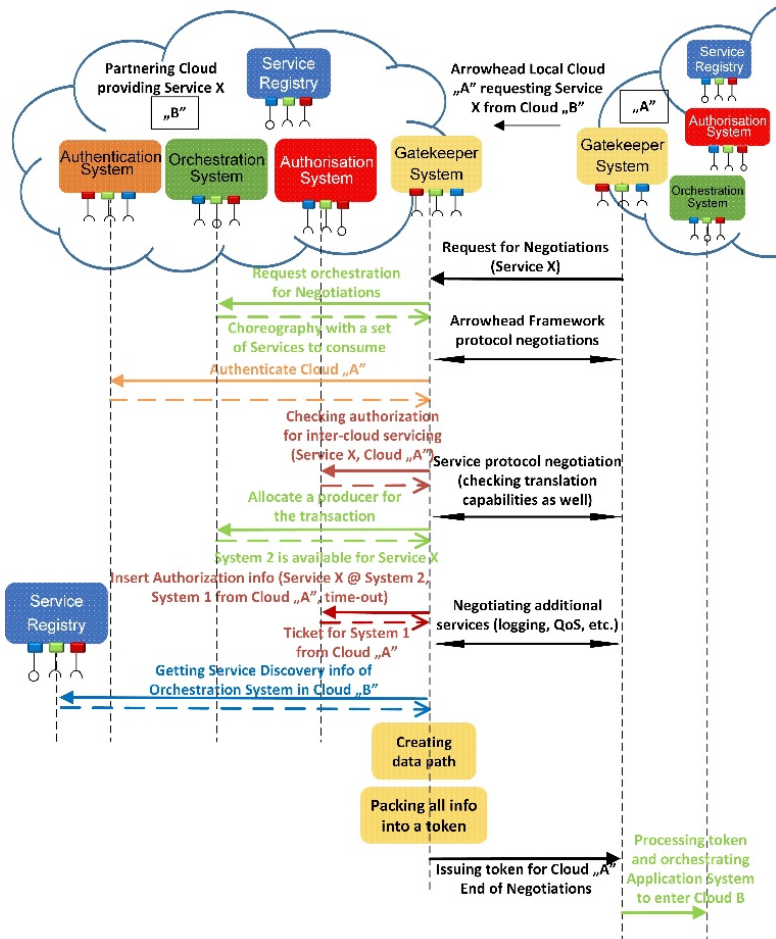 Partnering Cloud
providing Service X
„B”
Service
Registry
Arrowhead Local Cloud
„A” requesting Service
X from Cloud „B”
„A”
Service
Registry
Authorisation
System
Gatekeeper
System
Orchestration
System
Authentication
System
Orchestration
System
Authorisation
System
Gatekeeper
System
Request for Negotiations
(Service X)
Request orchestration
for Negotiations
Choreography with a set
of Services to consume
Arrowhead Framework
protocol negotiations
Authenticate Cloud „A”
Checking authorization
for inter-cloud servicing
(Service X, Cloud „A”)
Service protocol negotiation
(checking translation
capabilities as well)
Allocate a producer for
the transaction
System 2 is available for Service X
Insert Authorization info (Service X @ System 2,
System 1 from Cloud „A”, time-out)
Service
Registry
Negotiating additional
services (logging, QoS, etc.)
Ticket for System 1
from Cloud „A”
Getting Service Discovery info of
Orchestration System in Cloud „B”
Creating
data path
Packing all info
into a token
Issuing token for Cloud „A”
End of Negotiations
Processing token
and orchestrating
Application System
to enter Cloud B